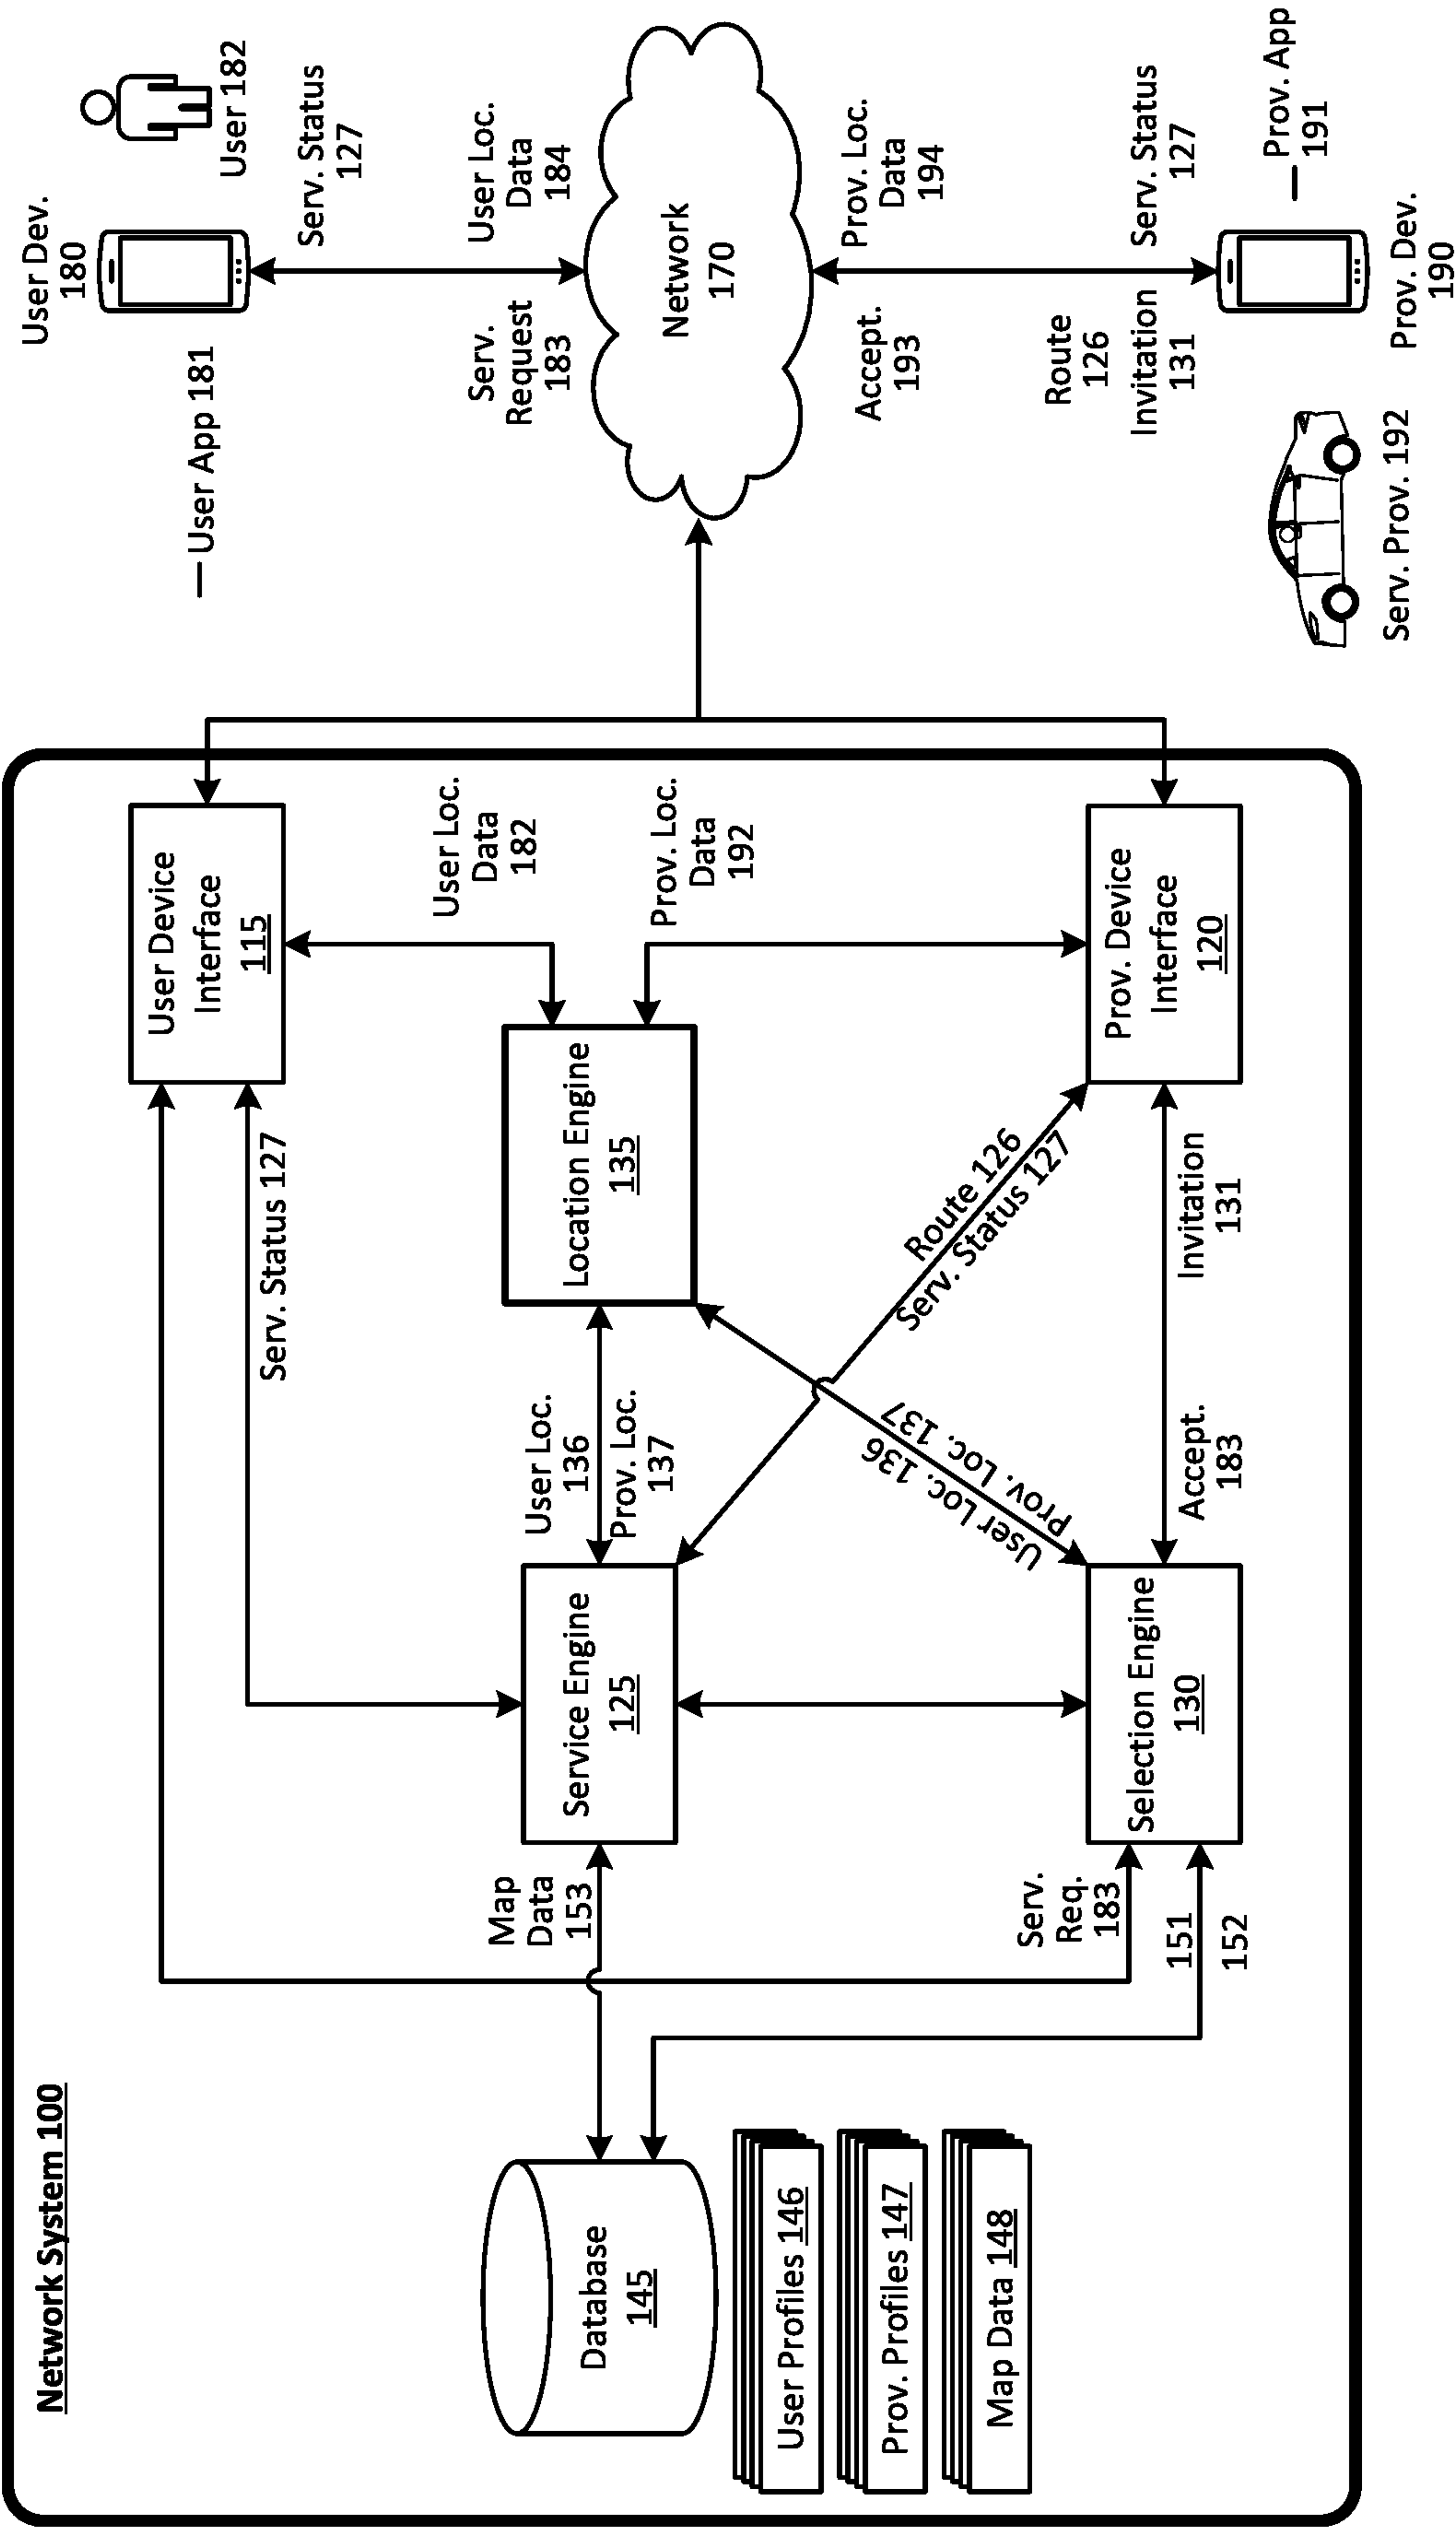 Network System 100
User Dev.
180
User App 181
User 182
Serv. Status
127
Serv.
Request
183
User Loc.
Data
184
Network
170
Accept.
193
Prov. Loc.
Data
194
Route
126
Invitation
131
Serv. Status
127
Prov. App
191
Prov. Dev.
190
Serv. Prov. 192
User Device
Interface
115
Serv. Status 127
User Loc.
Data
182
Prov. Loc.
Data
192
Location Engine
135
User Loc.
136
Prov. Loc.
137
Service Engine
125
Map
Data
153
Database
145
User Profiles 146
Prov. Profiles 147
Map Data 148
Route 126
Serv. Status 127
User Loc. 136
Prov. Loc. 137
Serv.
Req.
183
151
152
Selection Engine
130
Accept.
183
Invitation
131
Prov. Device
Interface
120